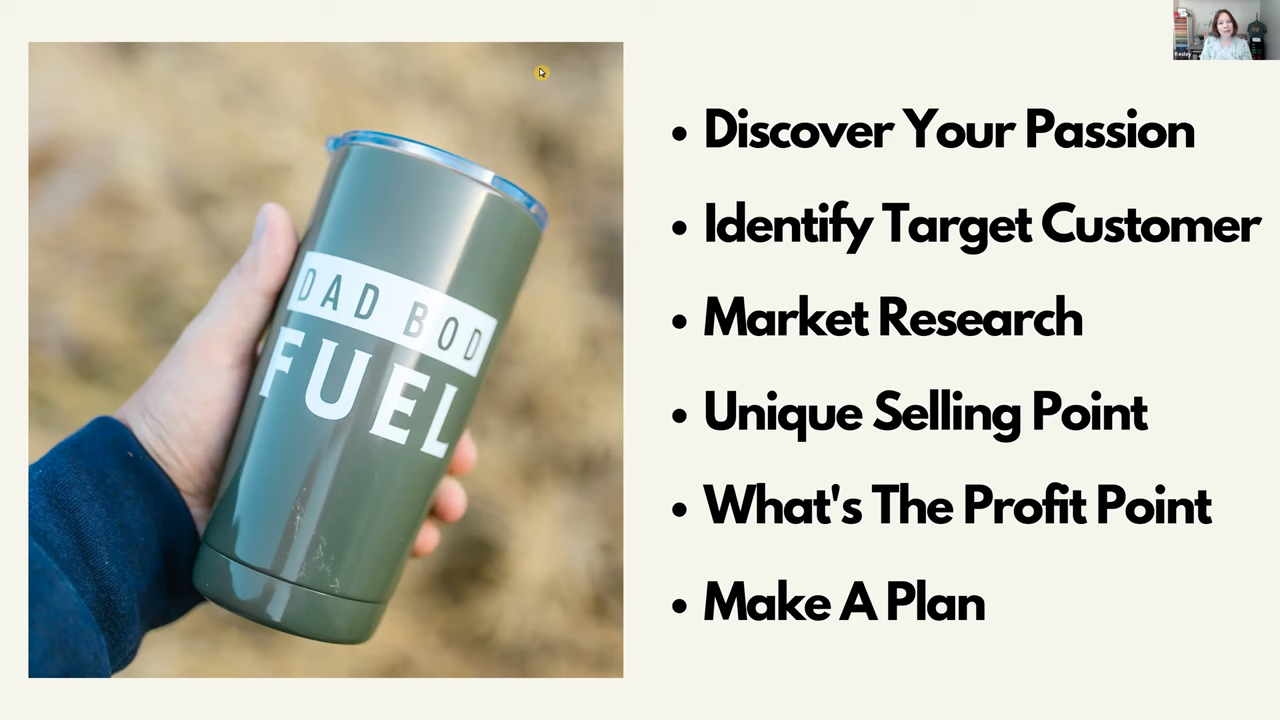 Kesley
DAD BOD
FUEL
• Discover Your Passion
• Identify Target Customer
• Market Research
• Unique Selling Point
• What's The Profit Point
• Make A Plan